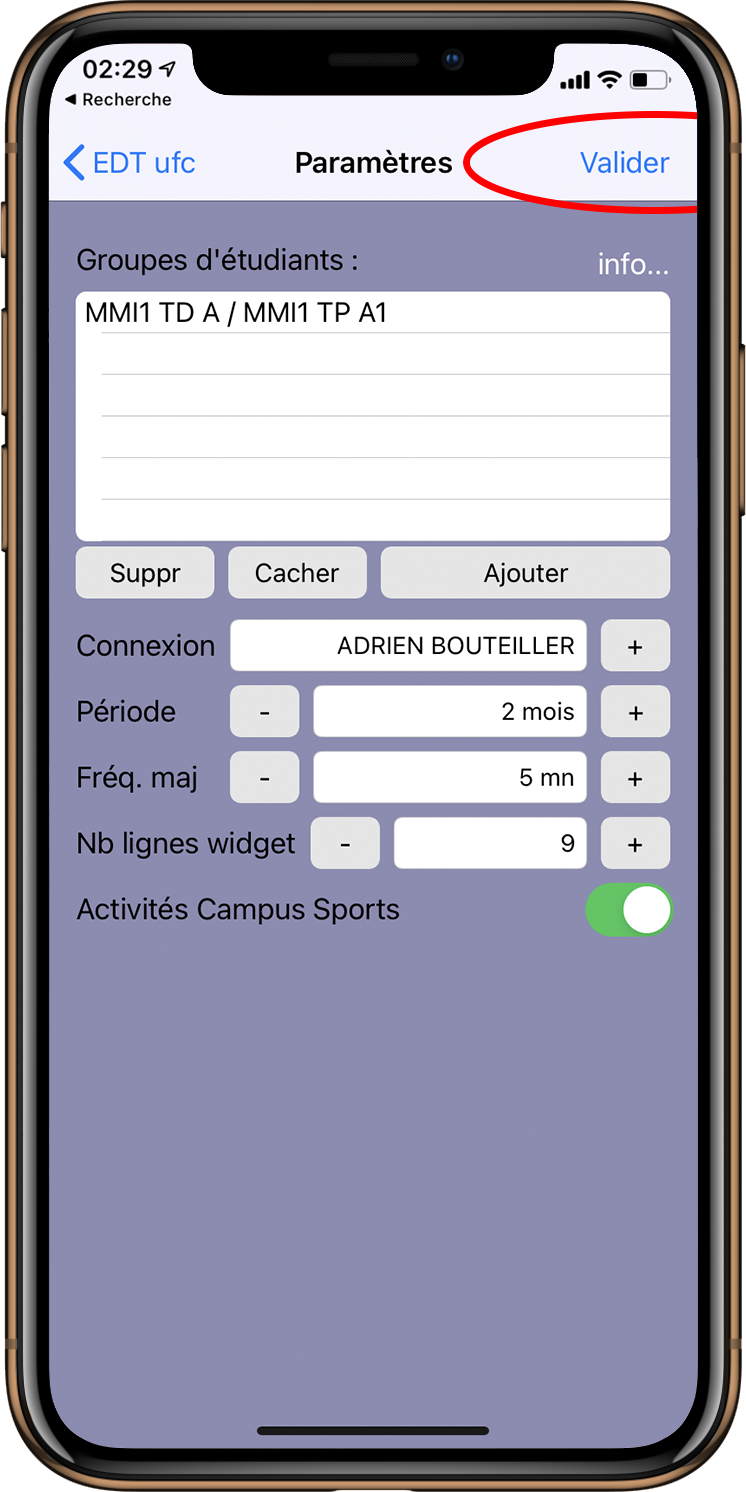 02:29
◀ Recherche
EDT ufc Paramètres Valider
Groupes d'étudiants : info...
MMI1 TD A / MMI1 TP A1
Suppr Cacher Ajouter
Connexion ADRIEN BOUTEILLER +
Période - 2 mois +
Fréq. maj - 5 mn +
Nb lignes widget - 9 +
Activités Campus Sports